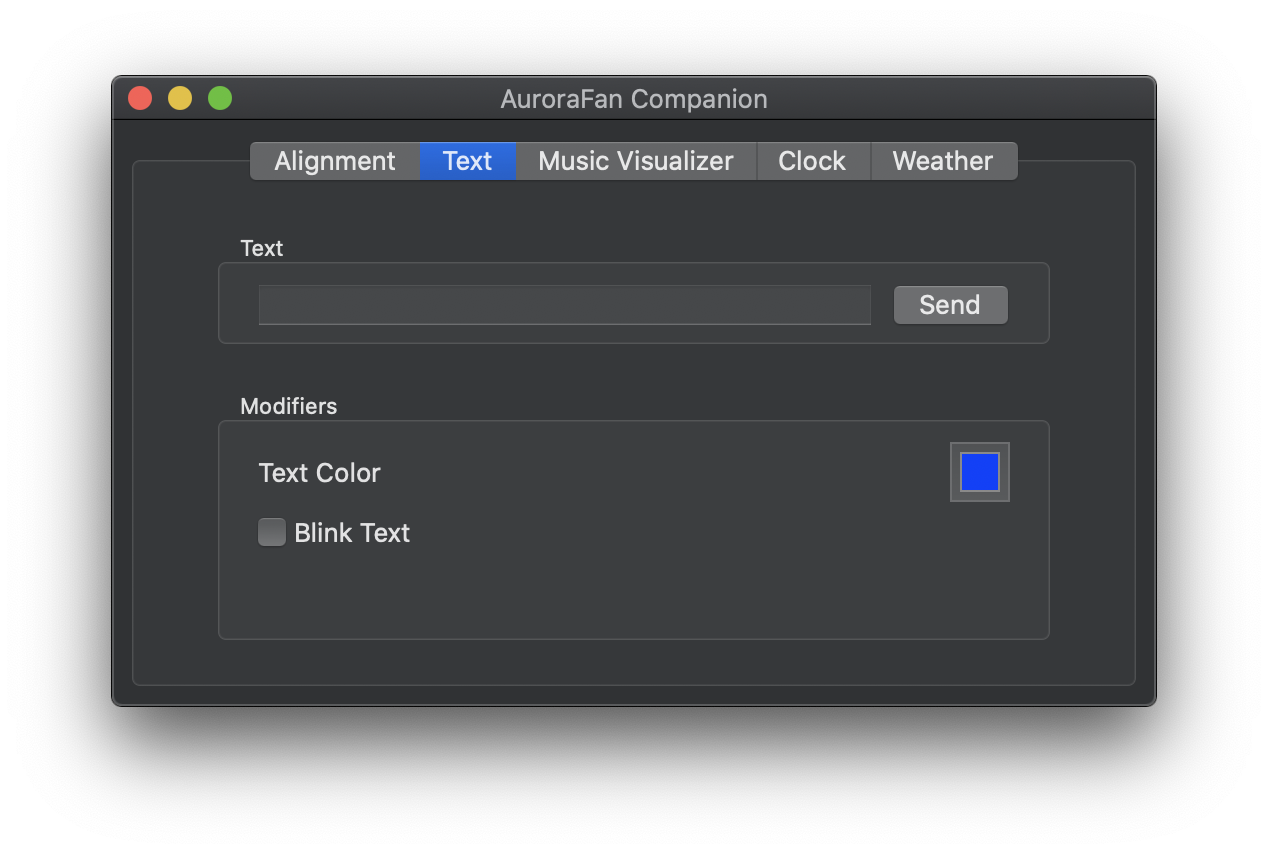 AuroraFan Companion
Alignment Text Music Visualizer Clock Weather
Text
Send
Modifiers
Text Color
Blink Text